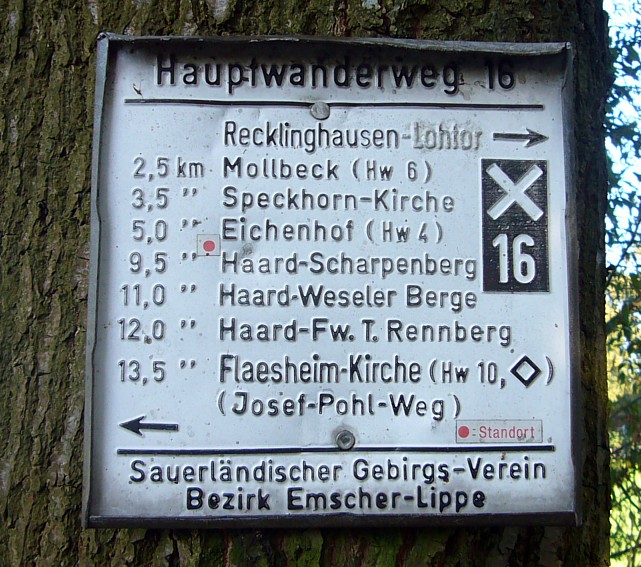 Hauptwanderweg 16
Recklinghausen-Lohtor
2,5 km Mollbeck (Hw 6)
3,5 " Speckhorn-Kirche
5,0 " Eichenhof (Hw 4)
9,5 " Haard-Scharpenberg
11,0 " Haard-Weseler Berge
12,0 " Haard-Fw. T. Rennberg
13,5 " Flaesheim-Kirche (Hw 10, ◇)
(Josef-Pohl-Weg)
16
- Standort
Sauerländischer Gebirgs-Verein
Bezirk Emscher-Lippe